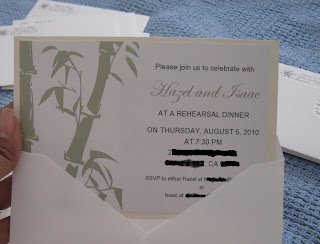 Please join us to celebrate with
Hazel and Isaac
AT A REHEARSAL DINNER
ON THURSDAY, AUGUST 5, 2010
AT 7:30 PM
2
, CA
RSVP to either Hazel at
or
Isaac at